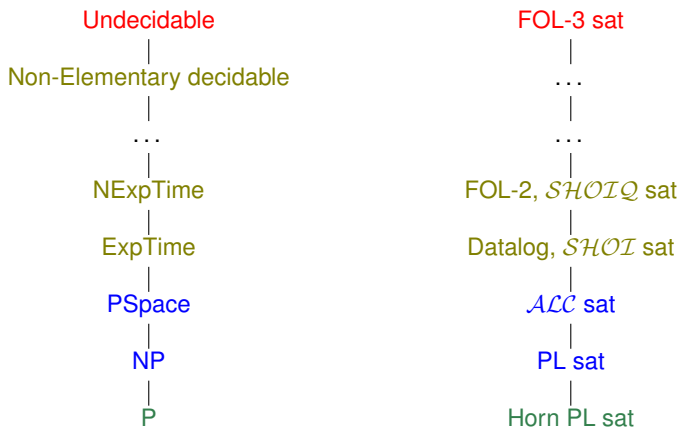 Undecidable
Non-Elementary decidable
...
NExpTime
ExpTime
PSpace
NP
P
FOL-3 sat
...
...
FOL-2, SHOIQ sat
Datalog, SHOI sat
ALC sat
PL sat
Horn PL sat